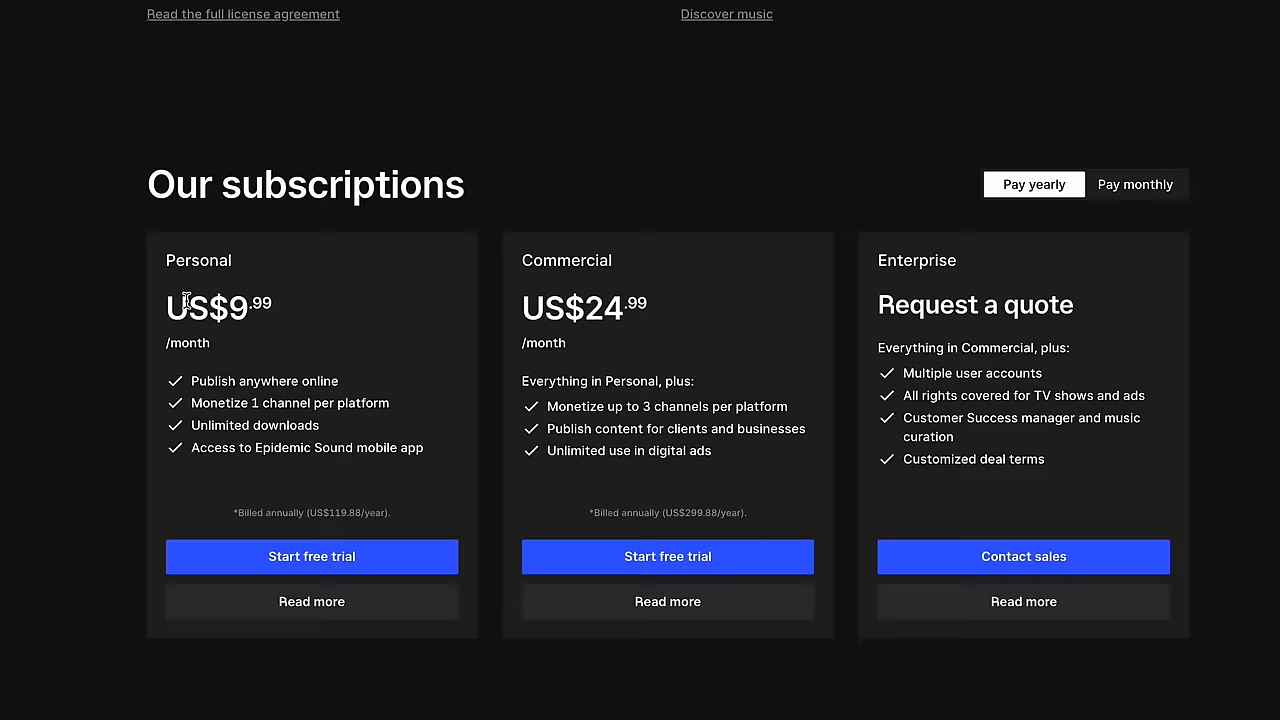 Read the full license agreement
Discover music
Our subscriptions
Pay yearly
Pay monthly
Personal
US$9.99
/month
Publish anywhere online
Monetize 1 channel per platform
Unlimited downloads
Access to Epidemic Sound mobile app
*Billed annually (US$119.88/year).
Start free trial
Read more
Commercial
US$24.99
/month
Everything in Personal, plus:
Monetize up to 3 channels per platform
Publish content for clients and businesses
Unlimited use in digital ads
*Billed annually (US$299.88/year).
Start free trial
Read more
Enterprise
Request a quote
Everything in Commercial, plus:
Multiple user accounts
All rights covered for TV shows and ads
Customer Success manager and music
curation
Customized deal terms
Contact sales
Read more